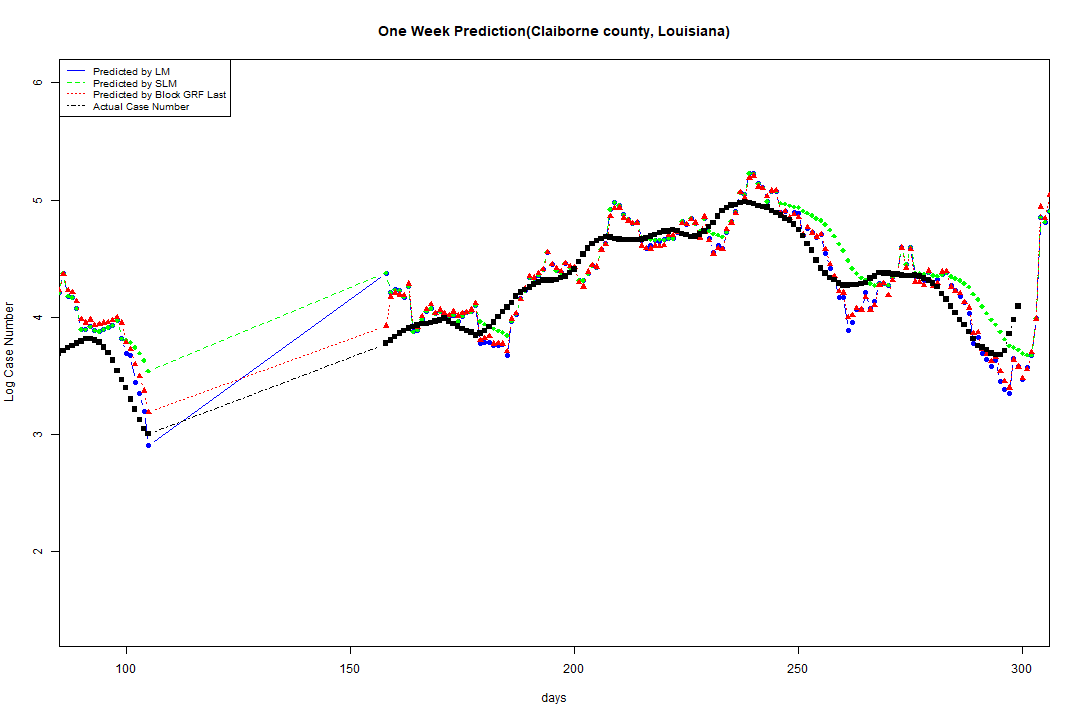 One Week Prediction(Claiborne county, Louisiana)
Predicted by LM
Predicted by SLM
Predicted by Block GRF Last
Actual Case Number
6
5
4
3
2
Log Case Number
100 150 200 250 300
days